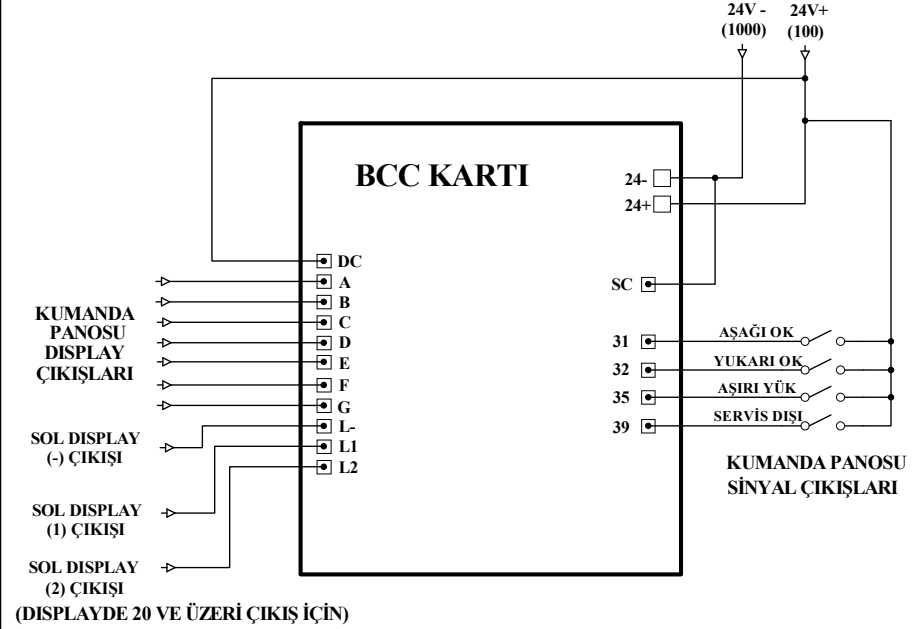 24V - 24V+
(1000) (100)
BCC KARTI
24-
24+
DC
A
B
C
D
E
F
G
L-
L1
L2
SC
31 AŞAĞI OK
32 YUKARI OK
35 AŞIRI YÜK
39 SERVİS DIŞI
KUMANDA
PANOSU
DISPLAY
ÇIKIŞLARI
SOL DISPLAY
(-) ÇIKIŞI
SOL DISPLAY
(1) ÇIKIŞI
SOL DISPLAY
(2) ÇIKIŞI
(DISPLAYDE 20 VE ÜZERİ ÇIKIŞ İÇİN)
KUMANDA PANOSU
SİNYAL ÇIKIŞLARI